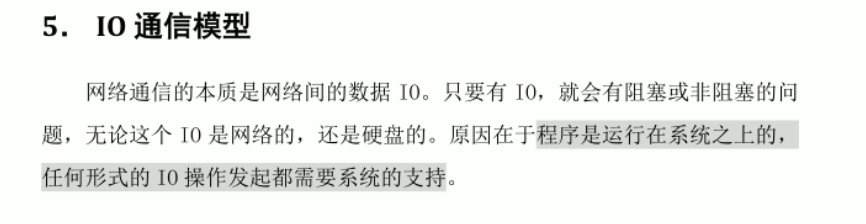 5. IO 通信模型
网络通信的本质是网络间的数据 IO。只要有 IO，就会有阻塞或非阻塞的问
题，无论这个 IO 是网络的，还是硬盘的。原因在于程序是运行在系统之上的，
任何形式的 IO 操作发起都需要系统的支持。